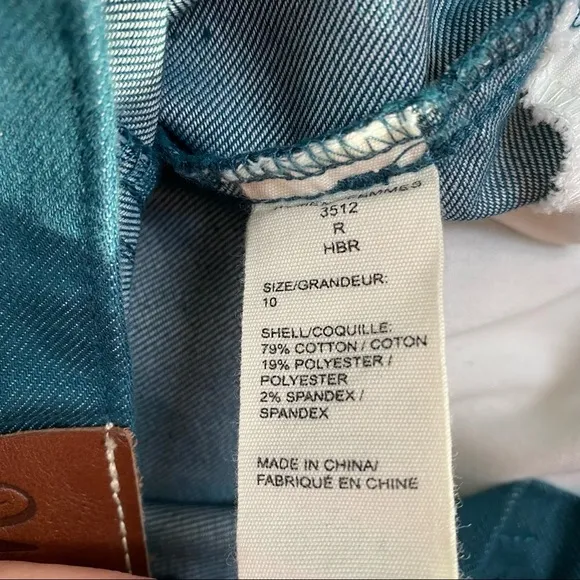 3512
R
HBR
SIZE/GRANDEUR:
10
SHELL/COQUILLE:
79% COTTON / COTON
19% POLYESTER /
POLYESTER
2% SPANDEX /
SPANDEX
MADE IN CHINA/
FABRIQUÉ EN CHINE